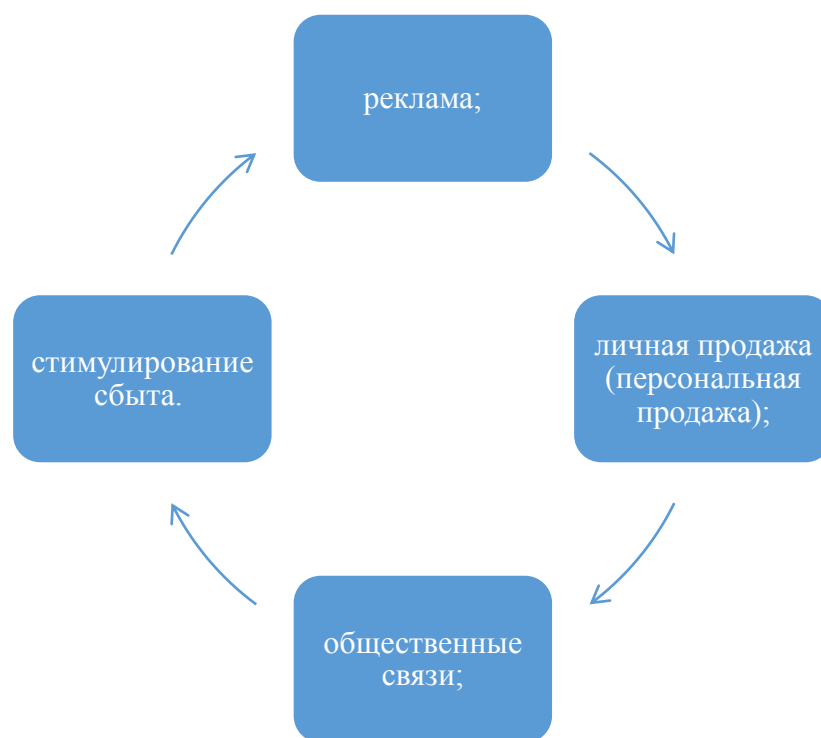 реклама;
личная продажа
(персональная
продажа);
общественные
связи;
стимулирование
сбыта.